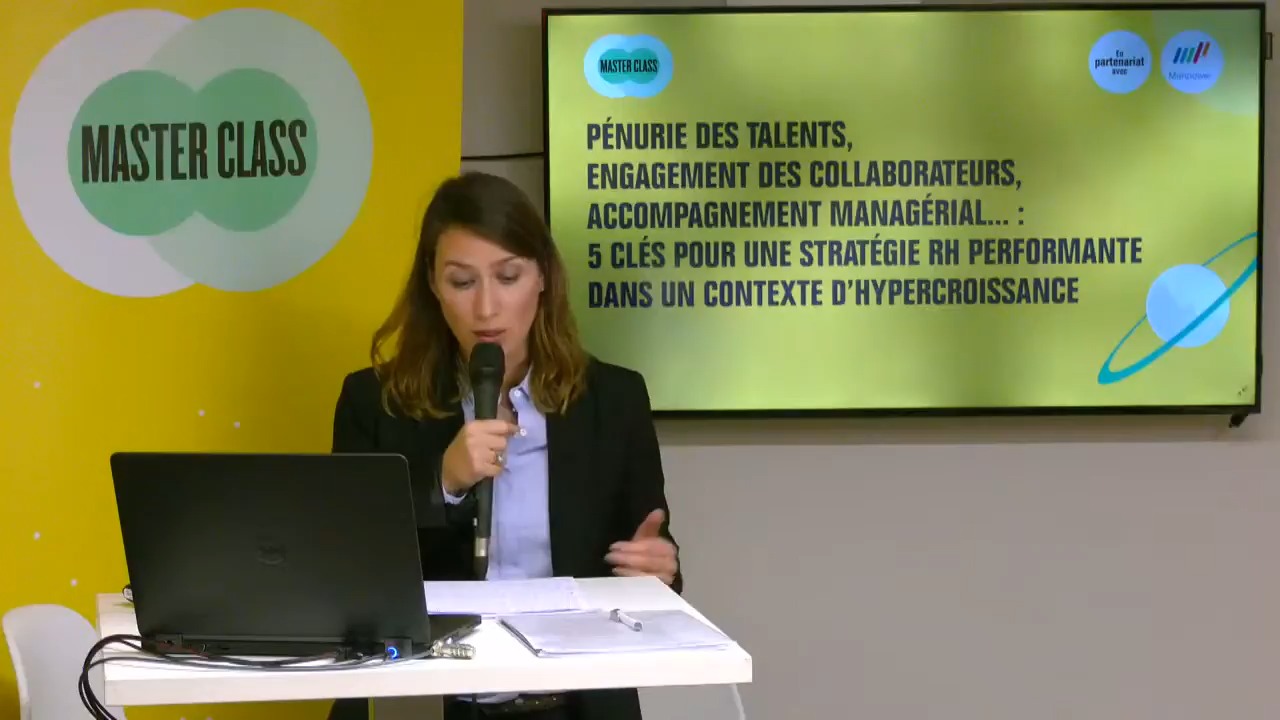 MASTER CLASS
MASTER CLASS
En
partenariat
avec
Manpower
PÉNURIE DES TALENTS,
ENGAGEMENT DES COLLABORATEURS,
ACCOMPAGNEMENT MANAGÉRIAL... :
5 CLÉS POUR UNE STRATÉGIE RH PERFORMANTE
DANS UN CONTEXTE D'HYPERCROISSANCE